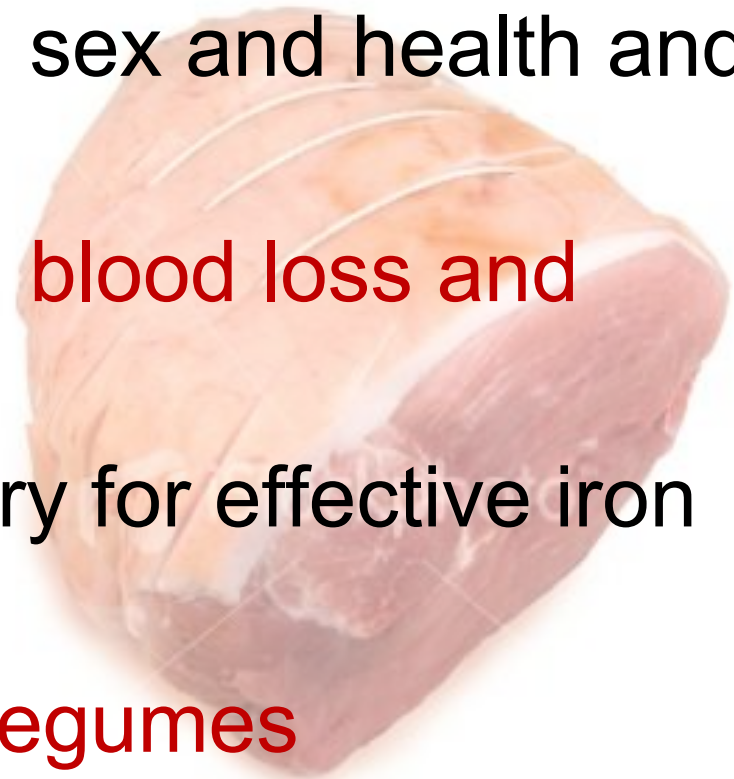 sex and health and
blood loss and
ry for effective iron
egumes